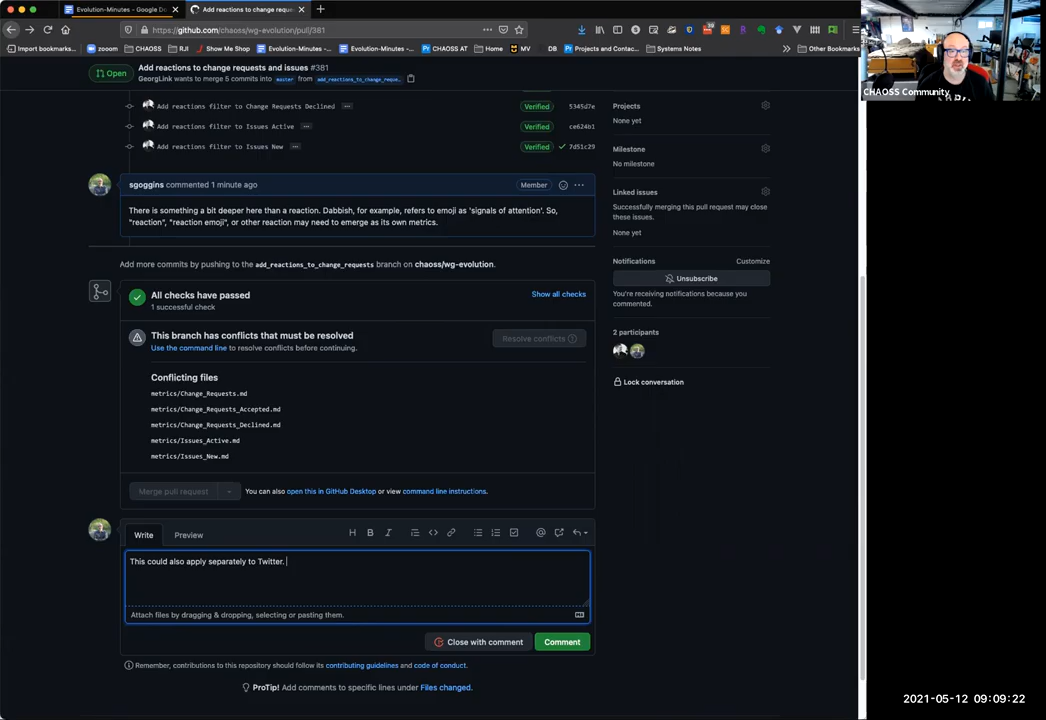 Evolution-Minutes - Google Do
Add reactions to change reque
https://github.com/chaoss/wg-evolution/pull/381
Import bookmarks...
zooom
CHAOSS
RJI
Show Me Shop
Evolution-Minutes -...
Evolution-Minutes -...
CHAOSS AT
Home
MV
DB
Projects and Contac...
Systems Notes
Other Bookmarks
CHAOSS Community
Open
Add reactions to change requests and issues #381
GeorgLink wants to merge 5 commits into master from add_reactions_to_change_reque...
Add reactions filter to Change Requests Declined
Verified
5345d7e
Add reactions filter to Issues Active
Verified
ce624b1
Add reactions filter to Issues New
Verified
7d51c29
Projects
None yet
Milestone
No milestone
Linked issues
Successfully merging this pull request may close
these issues.
None yet
Notifications
Customize
Unsubscribe
You're receiving notifications because you
commented.
2 participants
Lock conversation
sgoggins commented 1 minute ago
Member
There is something a bit deeper here than a reaction. Dabbish, for example, refers to emoji as 'signals of attention'. So,
"reaction", "reaction emoji", or other reaction may need to emerge as its own metrics.
Add more commits by pushing to the add_reactions_to_change_requests branch on chaoss/wg-evolution.
All checks have passed
1 successful check
Show all checks
This branch has conflicts that must be resolved
Use the command line to resolve conflicts before continuing.
Resolve conflicts
Conflicting files
metrics/Change_Requests.md
metrics/Change_Requests_Accepted.md
metrics/Change_Requests_Declined.md
metrics/Issues_Active.md
metrics/Issues_New.md
Merge pull request
You can also open this in GitHub Desktop or view command line instructions.
Write
Preview
This could also apply separately to Twitter.
Attach files by dragging & dropping, selecting or pasting them.
Close with comment
Comment
Remember, contributions to this repository should follow its contributing guidelines and code of conduct.
ProTip! Add comments to specific lines under Files changed.
2021-05-12 09:09:22